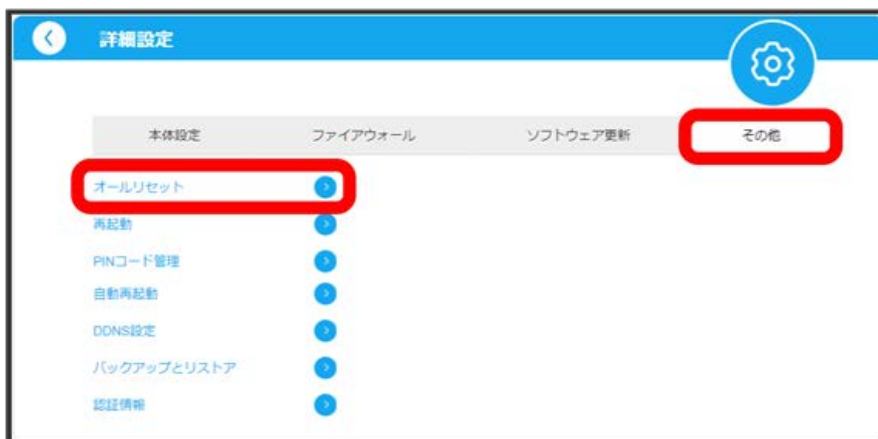 詳細設定
本体設定 ファイアウォール ソフトウェア更新 その他
オールリセット
再起動
PINコード管理
自動再起動
DDNS設定
バックアップとリストア
認証情報